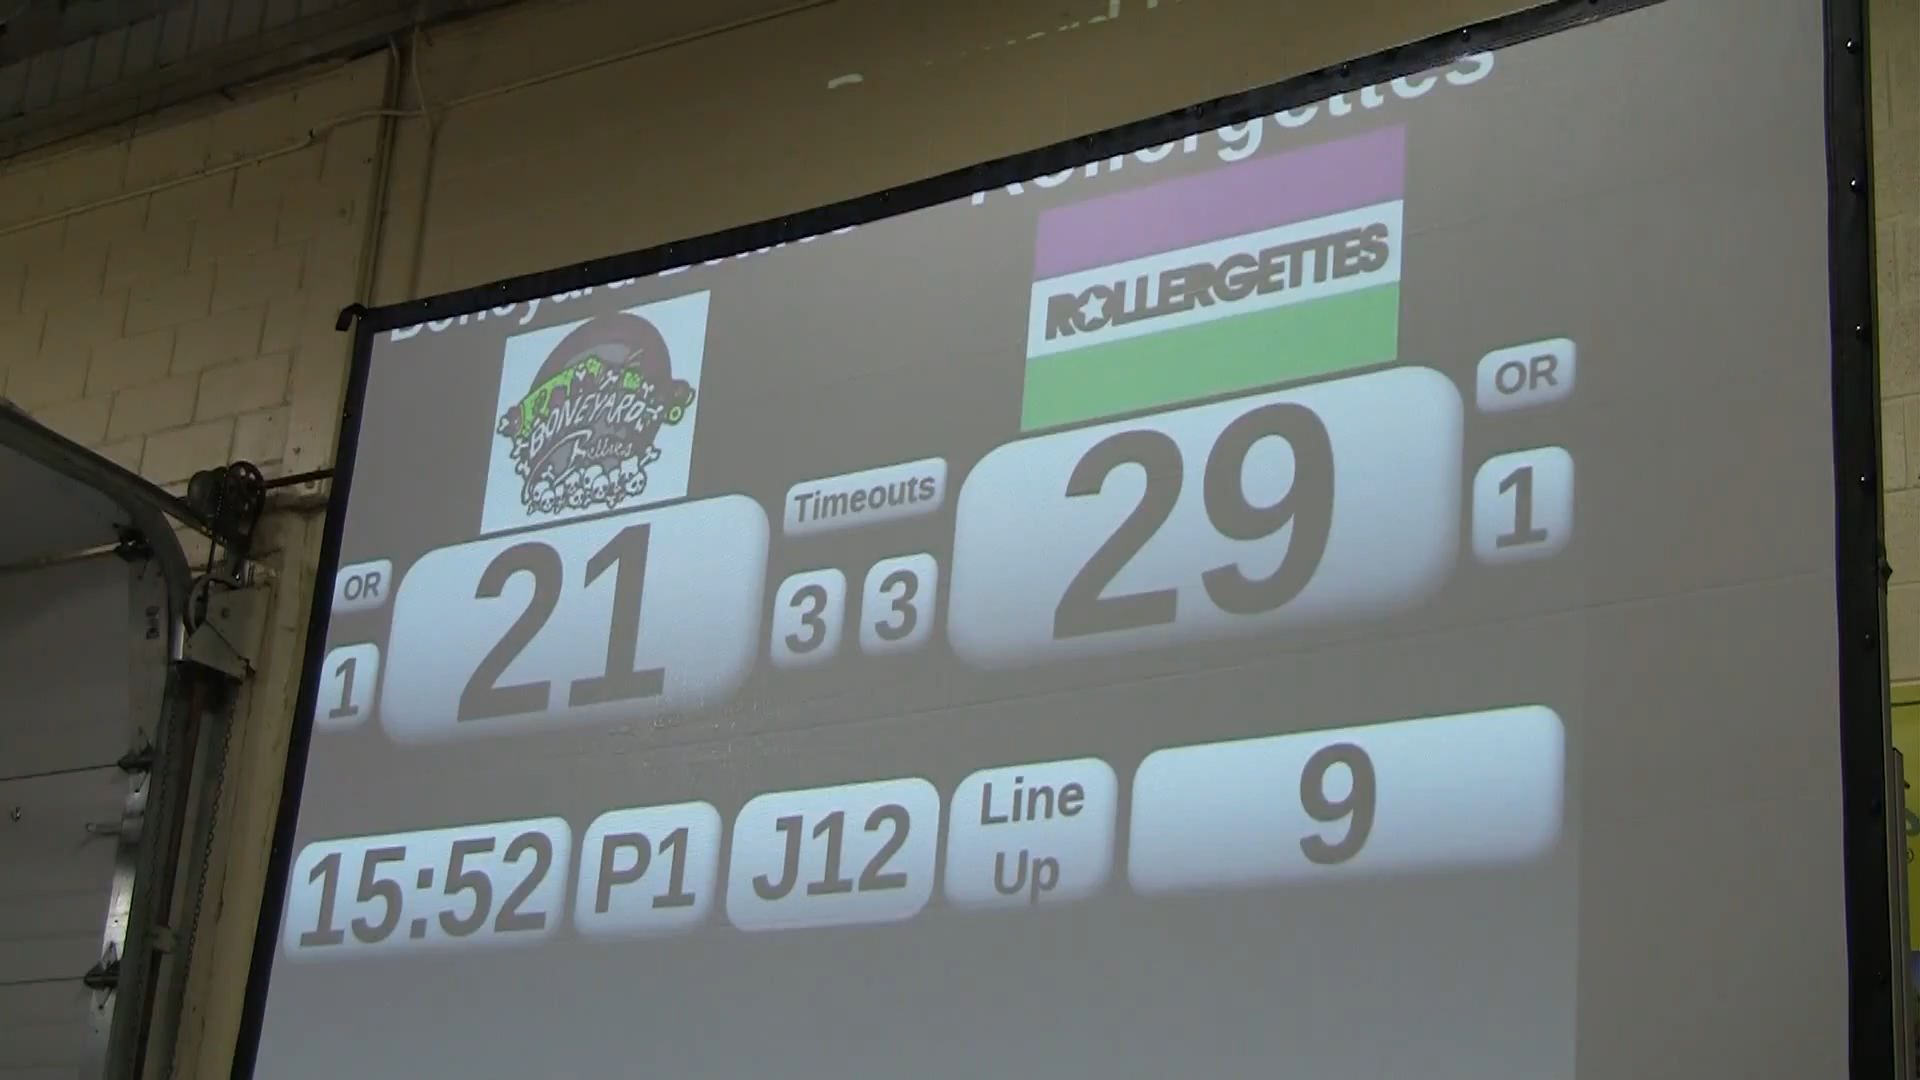 Rollergettes
Boneyard
BONEYARD
ROLLERGETTES
OR
1
21
Timeouts
3 3
29
OR
1
15:52 P1 J12 Line Up 9